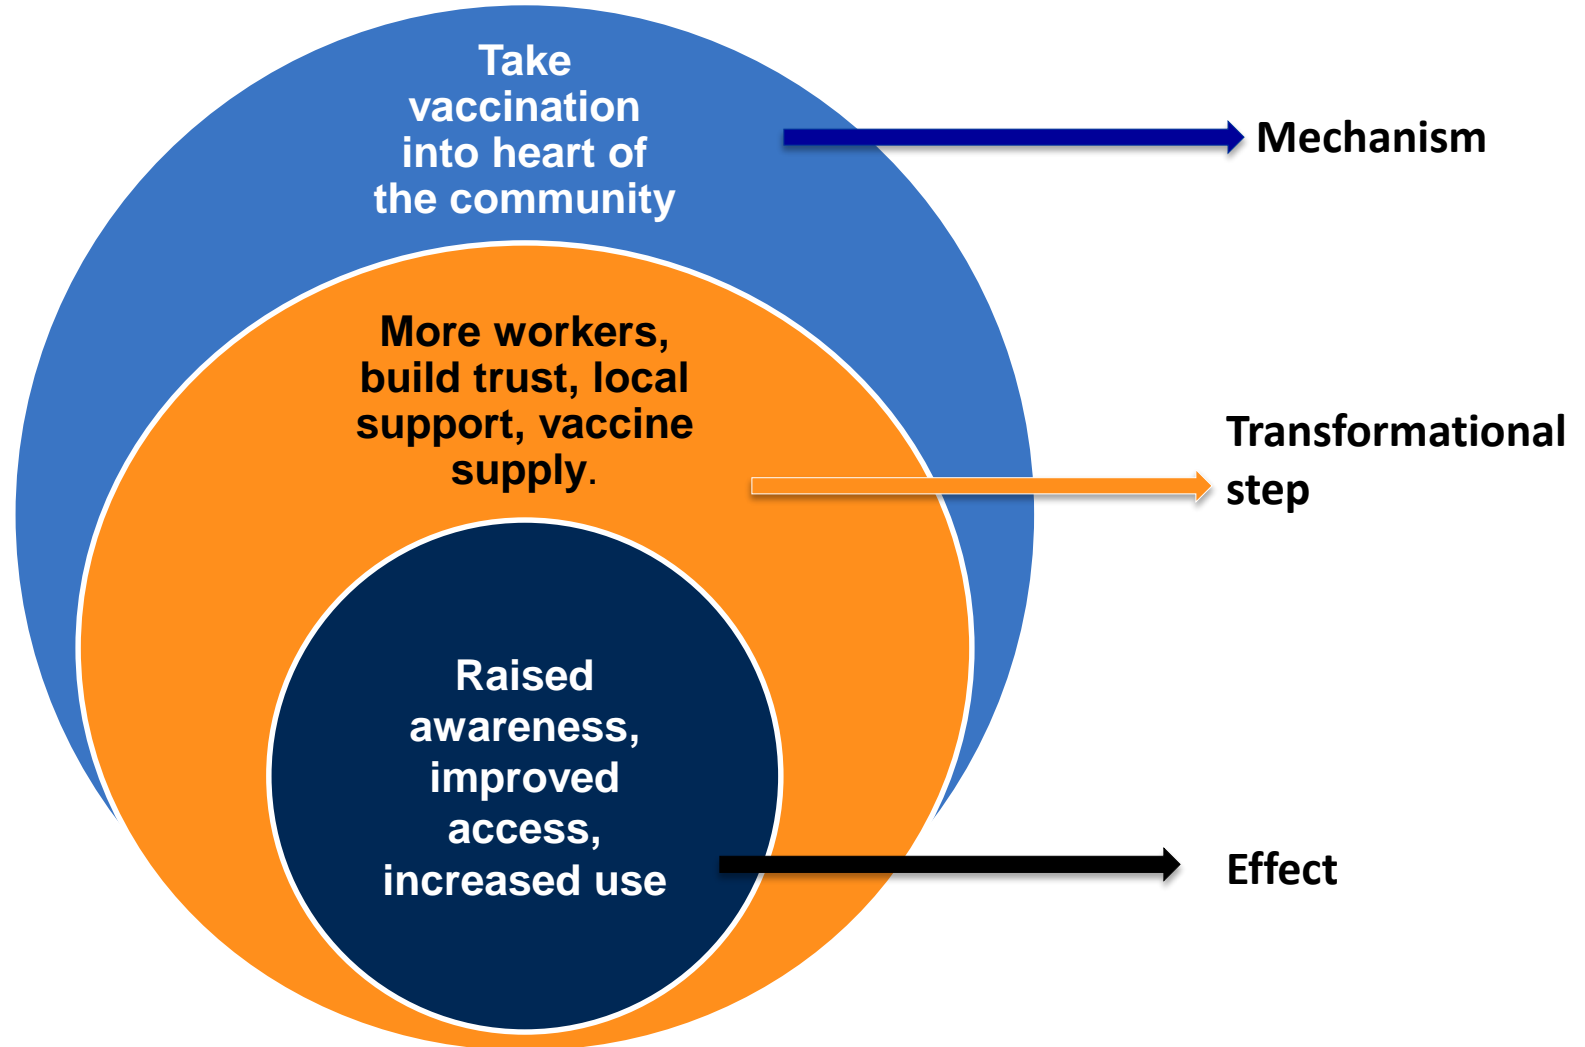 Take
vaccination
into heart of
the community
Mechanism
More workers,
build trust, local
support, vaccine
supply.
Transformational
step
Raised
awareness,
improved
access,
increased use
Effect